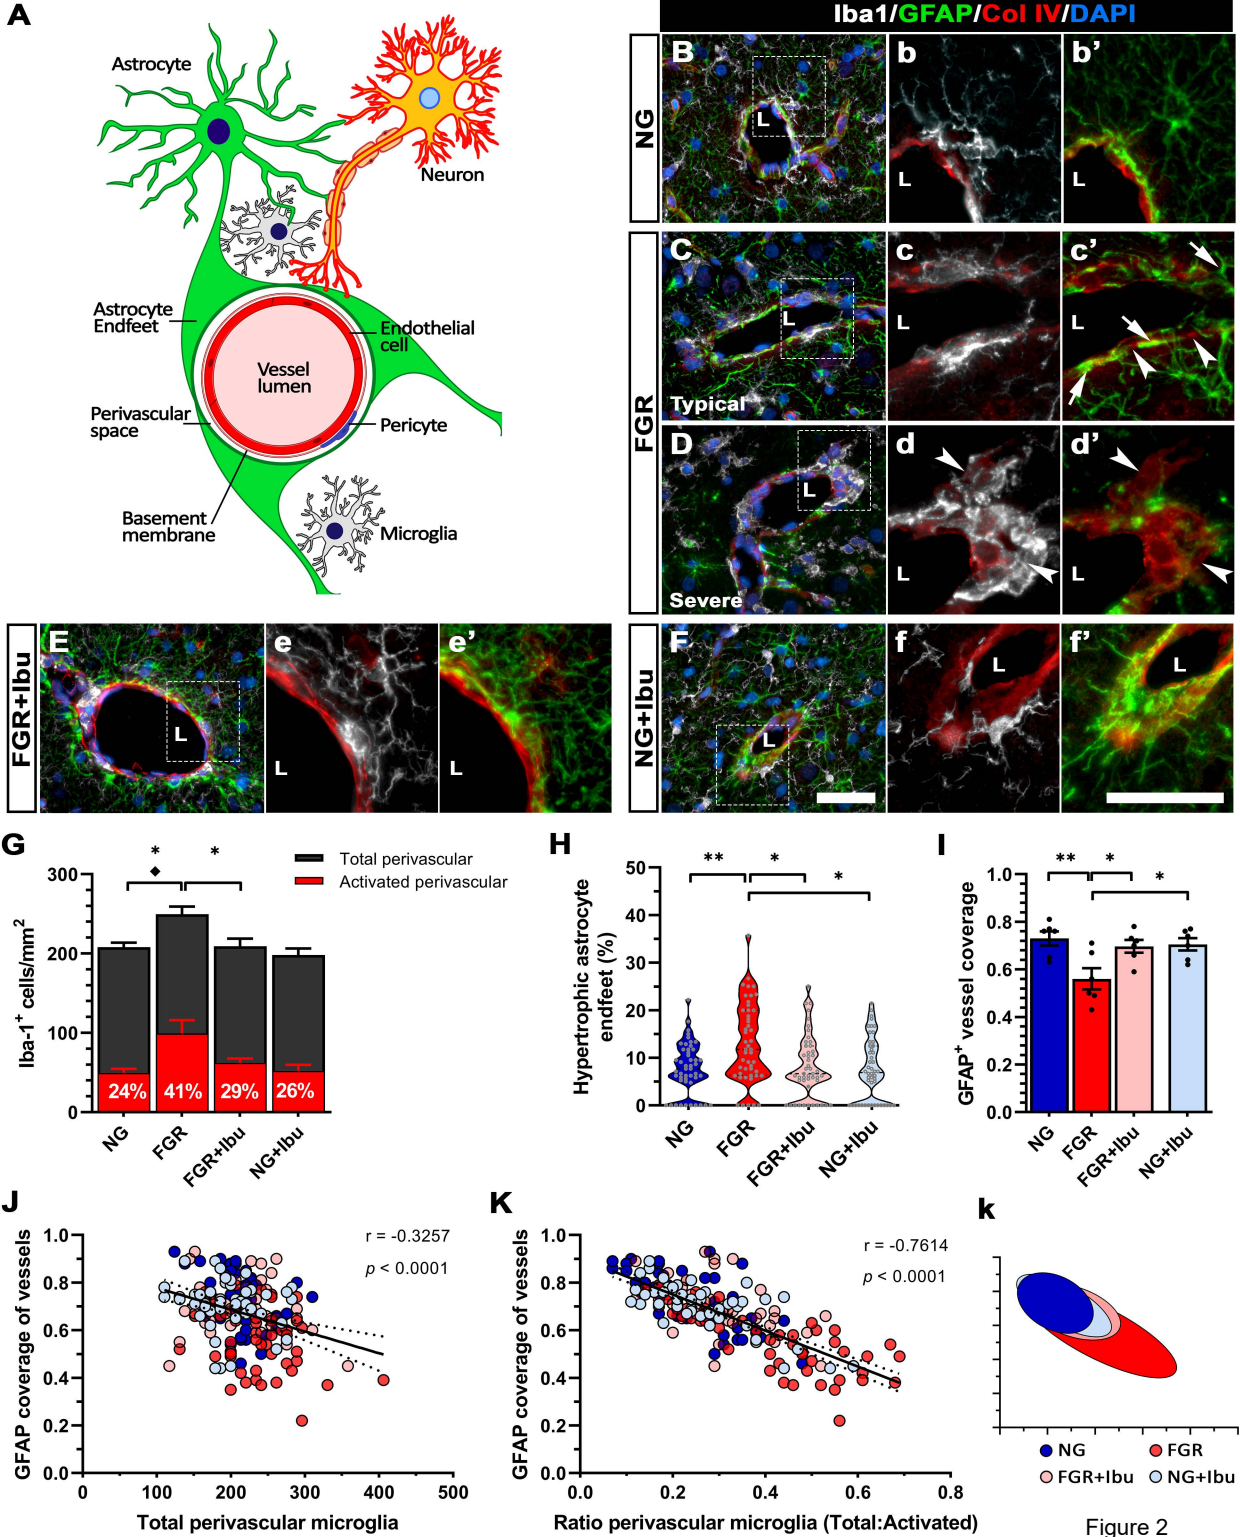 A
Astrocyte
Neuron
Astrocyte
Endfeet
Endothelial
cell
Vessel
lumen
Perivascular
space
Pericyte
Basement
membrane
Microglia
Iba1/GFAP/Col IV/DAPI
NG
B
L
b
L
b'
L
FGR
C
L
Typical
c
L
c'
L
D
L
Severe
d
L
d'
L
FGR+Ibu
E
L
e
L
e'
L
NG+Ibu
F
L
f
L
f'
L
G
* *
◆
Total perivascular
Activated perivascular
Iba-1+ cells/mm2
300
200
100
0
24% 41% 29% 26%
NG FGR FGR+Ibu NG+Ibu
H
** *
*
Hypertrophic astrocyte
endfeet (%)
50
40
30
20
10
0
NG FGR FGR+Ibu NG+Ibu
I
** *
*
GFAP+ vessel coverage
1.0
0.8
0.6
0.4
0.2
0.0
NG FGR FGR+Ibu NG+Ibu
J
GFAP coverage of vessels
1.0
0.8
0.6
0.4
0.2
0.0
r = -0.3257
p < 0.0001
0 100 200 300 400 500
Total perivascular microglia
K
GFAP coverage of vessels
1.0
0.8
0.6
0.4
0.2
0.0
r = -0.7614
p < 0.0001
0.0 0.2 0.4 0.6 0.8
Ratio perivascular microglia (Total:Activated)
k
NG FGR
FGR+Ibu NG+Ibu
Figure 2